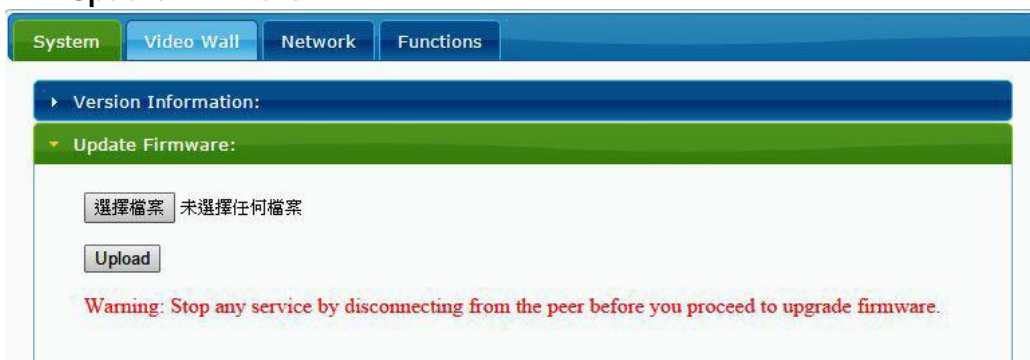 System Video Wall Network Functions
Version Information:
Update Firmware:
選擇檔案 未選擇任何檔案
Upload
Warning: Stop any service by disconnecting from the peer before you proceed to upgrade firmware.